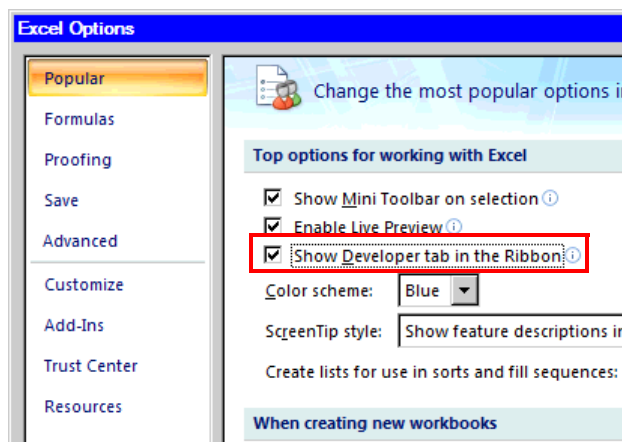 Excel Options
Popular
Formulas
Proofing
Save
Advanced
Customize
Add-Ins
Trust Center
Resources
Change the most popular options i
Top options for working with Excel
Show Mini Toolbar on selection
Enable Live Preview
Show Developer tab in the Ribbon
Color scheme: Blue
ScreenTip style: Show feature descriptions in
Create lists for use in sorts and fill sequences:
When creating new workbooks